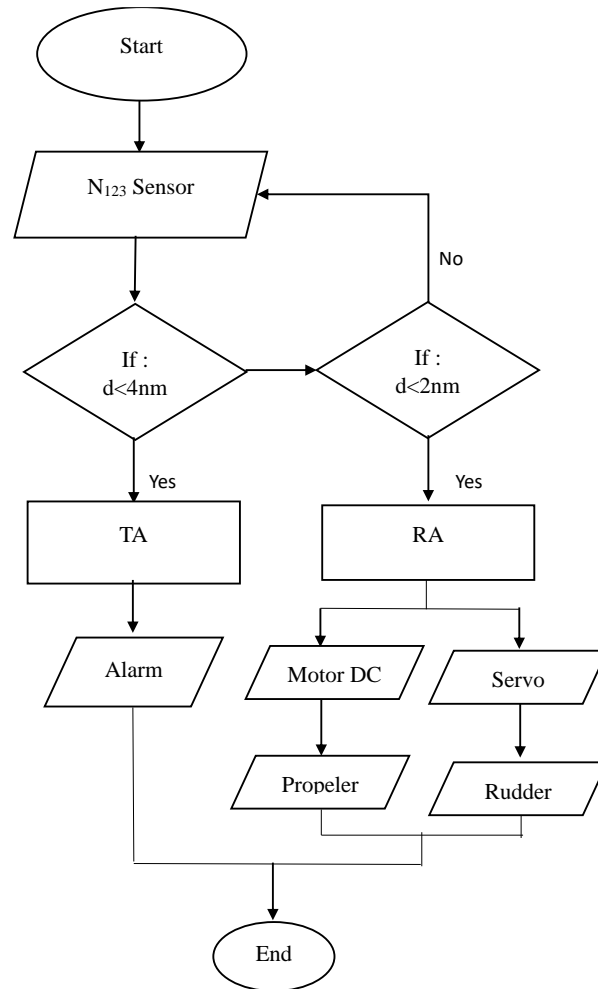 Start
N₁₂₃ Sensor
No
If :
d<4nm
If :
d<2nm
Yes
Yes
TA
RA
Alarm
Motor DC
Servo
Propeler
Rudder
End